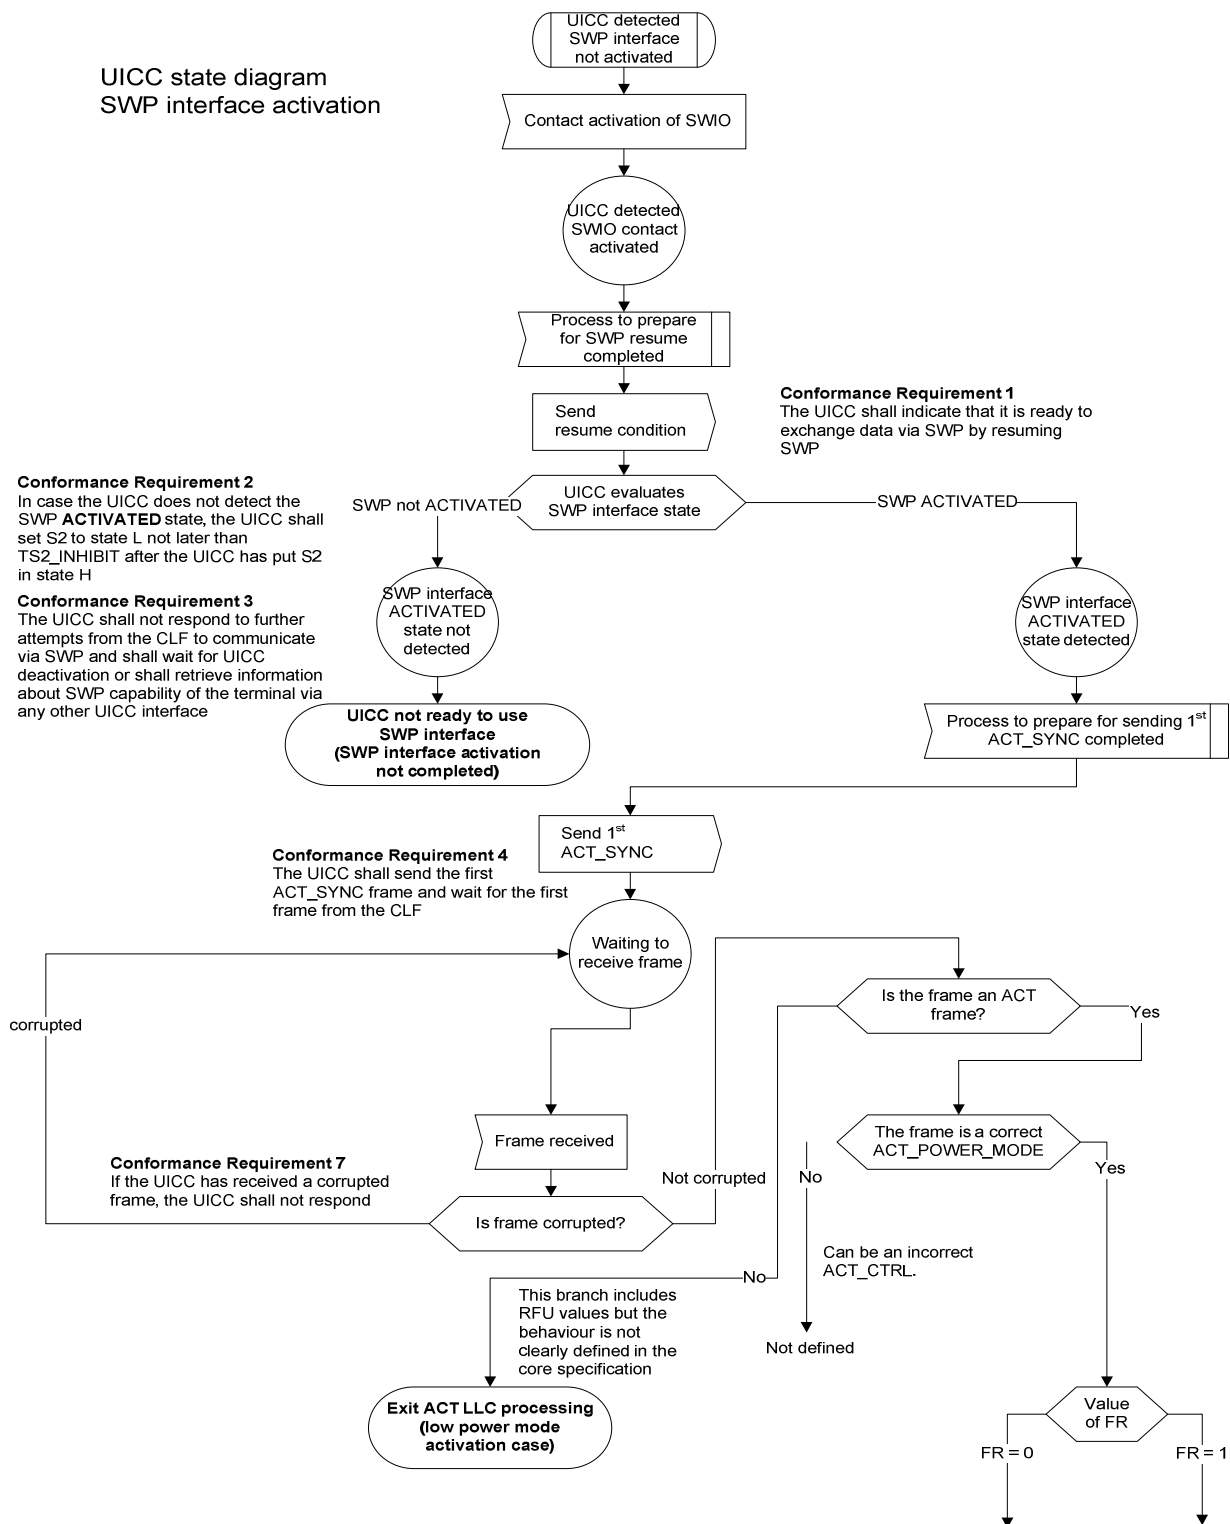 UICC detected
SWP interface
not activated
UICC state diagram
SWP interface activation
Contact activation of SWIO
UICC detected
SWIO contact
activated
Process to prepare
for SWP resume
completed
Send
resume condition
Conformance Requirement 1
The UICC shall indicate that it is ready to
exchange data via SWP by resuming
SWP
UICC evaluates
SWP interface state
SWP not ACTIVATED
SWP ACTIVATED
Conformance Requirement 2
In case the UICC does not detect the
SWP ACTIVATED state, the UICC shall
set S2 to state L not later than
TS2_INHIBIT after the UICC has put S2
in state H
Conformance Requirement 3
The UICC shall not respond to further
attempts from the CLF to communicate
via SWP and shall wait for UICC
deactivation or shall retrieve information
about SWP capability of the terminal via
any other UICC interface
SWP interface
ACTIVATED
state not
detected
SWP interface
ACTIVATED
state detected
UICC not ready to use
SWP interface
(SWP interface activation
not completed)
Process to prepare for sending 1st
ACT_SYNC completed
Send 1st
ACT_SYNC
Conformance Requirement 4
The UICC shall send the first
ACT_SYNC frame and wait for the first
frame from the CLF
Waiting to
receive frame
Is the frame an ACT
frame?
Yes
corrupted
Frame received
The frame is a correct
ACT_POWER_MODE
Conformance Requirement 7
If the UICC has received a corrupted
frame, the UICC shall not respond
Not corrupted
No
Yes
Is frame corrupted?
Can be an incorrect
ACT_CTRL.
No
This branch includes
RFU values but the
behaviour is not
clearly defined in the
core specification
Not defined
Exit ACT LLC processing
(low power mode
activation case)
Value
of FR
FR = 0
FR = 1